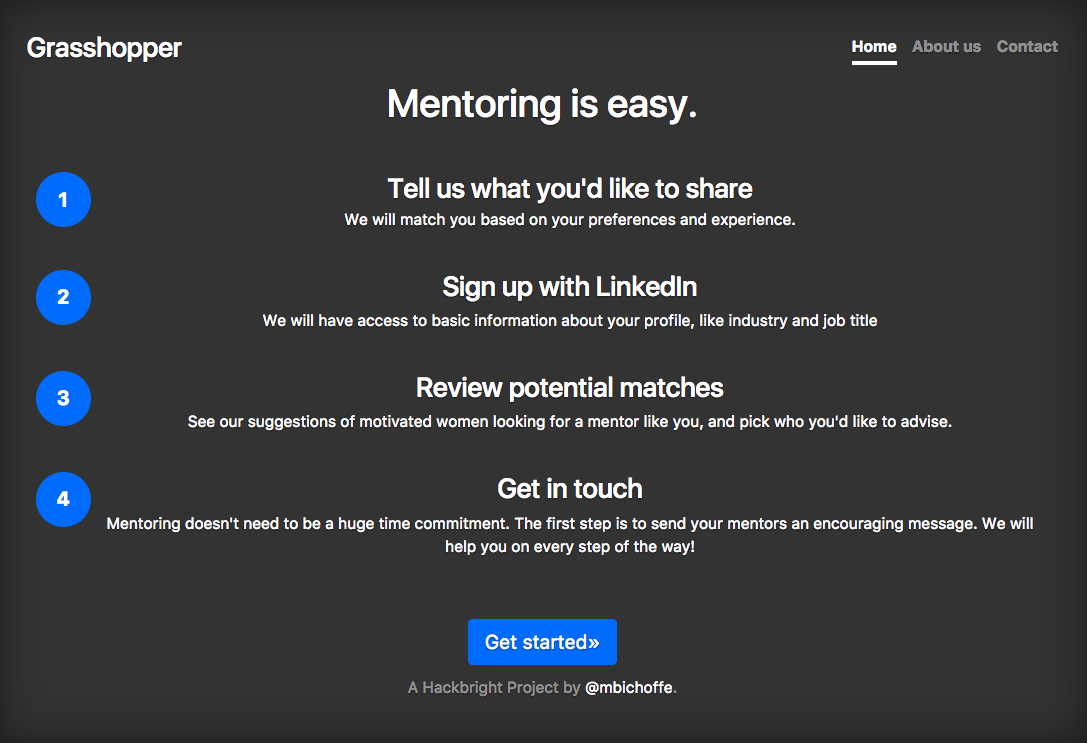 Grasshopper
Home About us Contact
Mentoring is easy.
1
Tell us what you'd like to share
We will match you based on your preferences and experience.
2
Sign up with LinkedIn
We will have access to basic information about your profile, like industry and job title
3
Review potential matches
See our suggestions of motivated women looking for a mentor like you, and pick who you'd like to advise.
4
Get in touch
Mentoring doesn't need to be a huge time commitment. The first step is to send your mentors an encouraging message. We will
help you on every step of the way!
Get started»
A Hackbright Project by @mbichoffe.